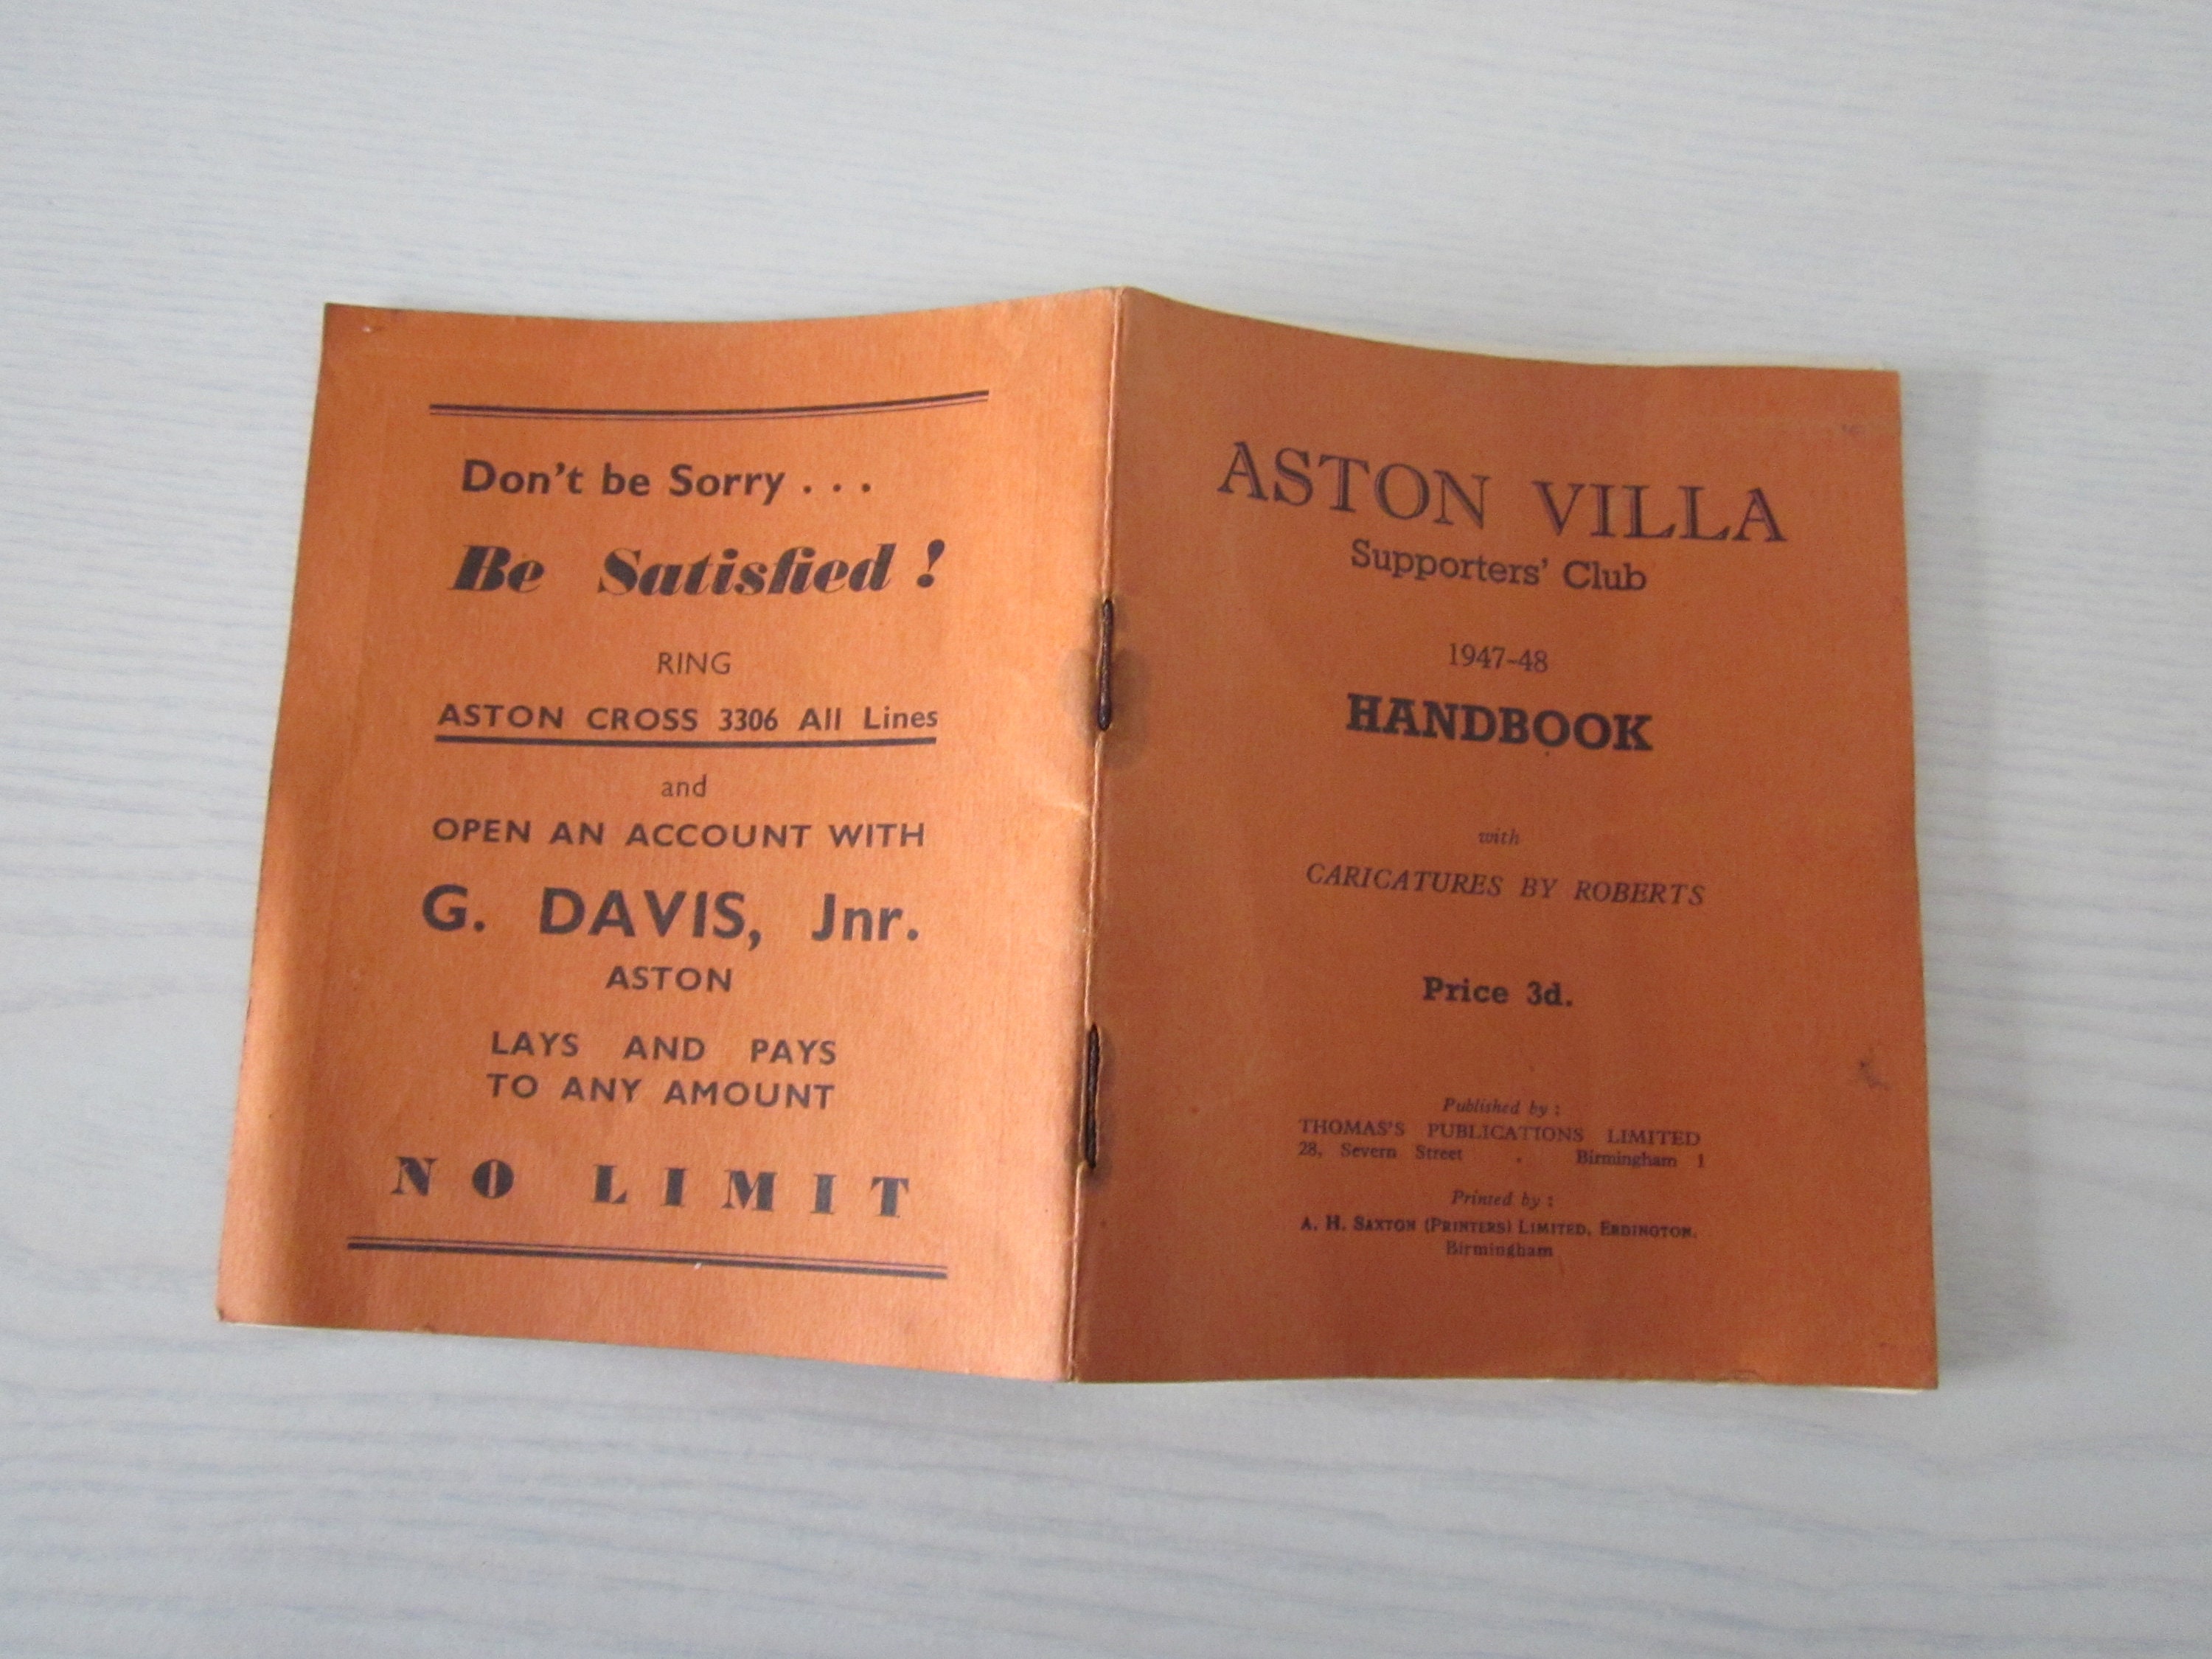 Don't be Sorry . . .
Be Satisfied !
RING
ASTON CROSS 3306 All Lines
and
OPEN AN ACCOUNT WITH
G. DAVIS, Jnr.
ASTON
LAYS AND PAYS
TO ANY AMOUNT
NO LIMIT
ASTON VILLA
Supporters' Club
1947-48
HANDBOOK
with
CARICATURES BY ROBERTS
Price 3d.
Published by :
THOMAS'S PUBLICATIONS LIMITED
28, Severn Street . Birmingham 1
Printed by :
A. H. SAXTON (PRINTERS) LIMITED, ERDINGTON,
Birmingham